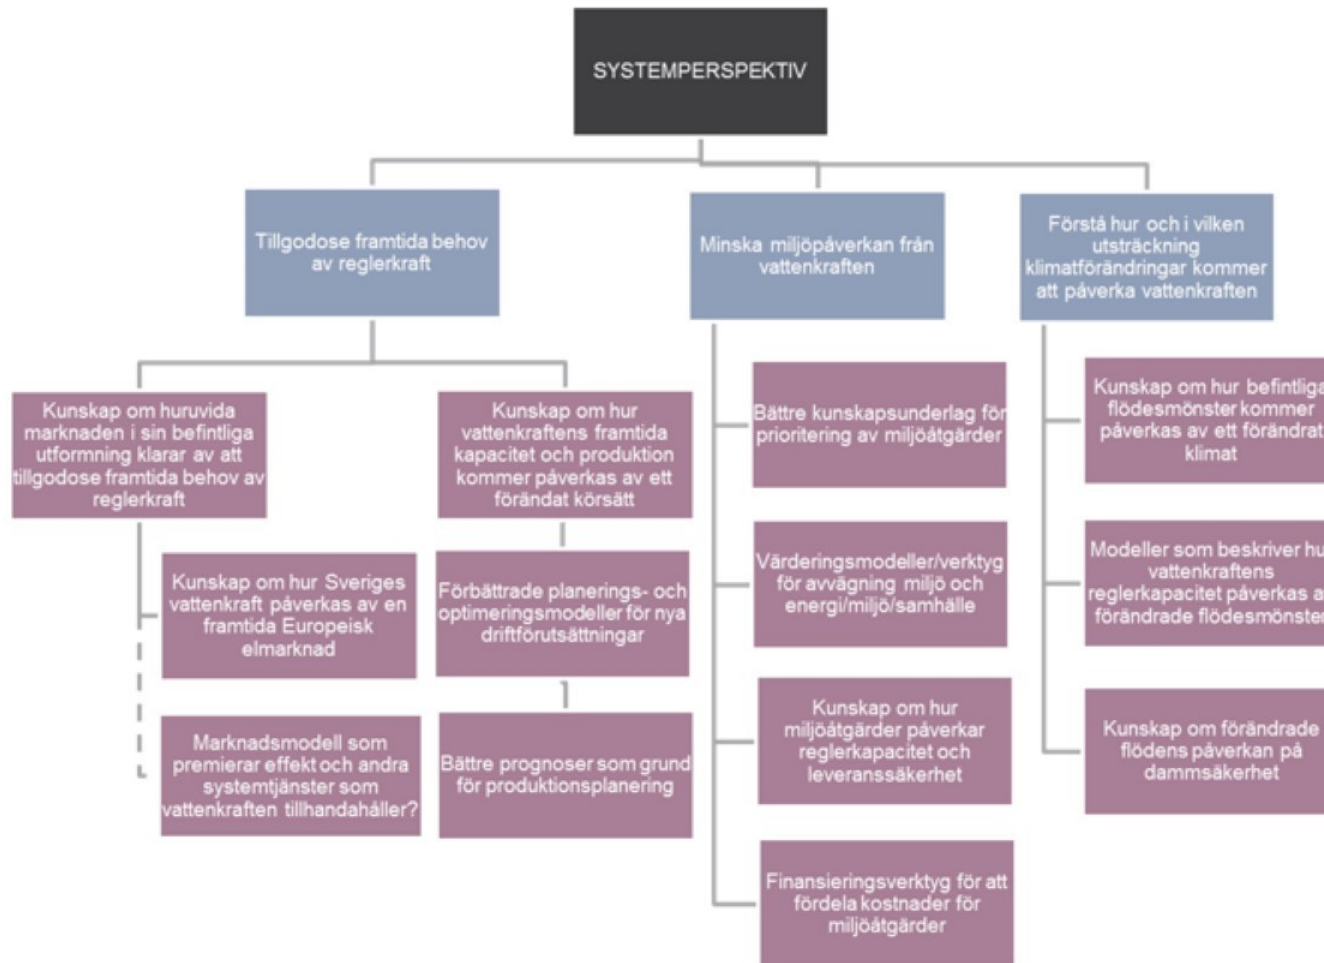 SYSTEMPERSPEKTIV
Tillgodose framtida behov
av reglerkraft
Kunskap om huruvida
marknaden i sin befintliga
utformning klarar av att
tillgodose framtida behov av
reglerkraft
Kunskap om hur Sveriges
vattenkraft påverkas av en
framtida Europeisk
elmarknad
Marknadsmodell som
premierar effekt och andra
systemtjänster som
vattenkraften tillhandahåller?
Kunskap om hur
vattenkraftens framtida
kapacitet och produktion
kommer påverkas av ett
förändat körsätt
Förbättrade planerings- och
optimeringsmodeller för nya
driftförutsättningar
Bättre prognoser som grund
för produktionsplanering
Minska miljöpåverkan från
vattenkraften
Bättre kunskapsunderlag för
prioritering av miljöåtgärder
Värderingsmodeller/verktyg
för avvägning miljö och
energi/miljö/samhälle
Kunskap om hur
miljöåtgärder påverkar
reglerkapacitet och
leveranssäkerhet
Finansieringsverktyg för att
fördela kostnader för
miljöåtgärder
Förstå hur och i vilken
utsträckning
klimatförändringar kommer
att påverka vattenkraften
Kunskap om hur befintliga
flödesmönster kommer
påverkas av ett förändrat
klimat
Modeller som beskriver hu
vattenkraftens
reglerkapacitet påverkas a
förändrade flödesmönster
Kunskap om förändrade
flödens påverkan på
dammsäkerhet